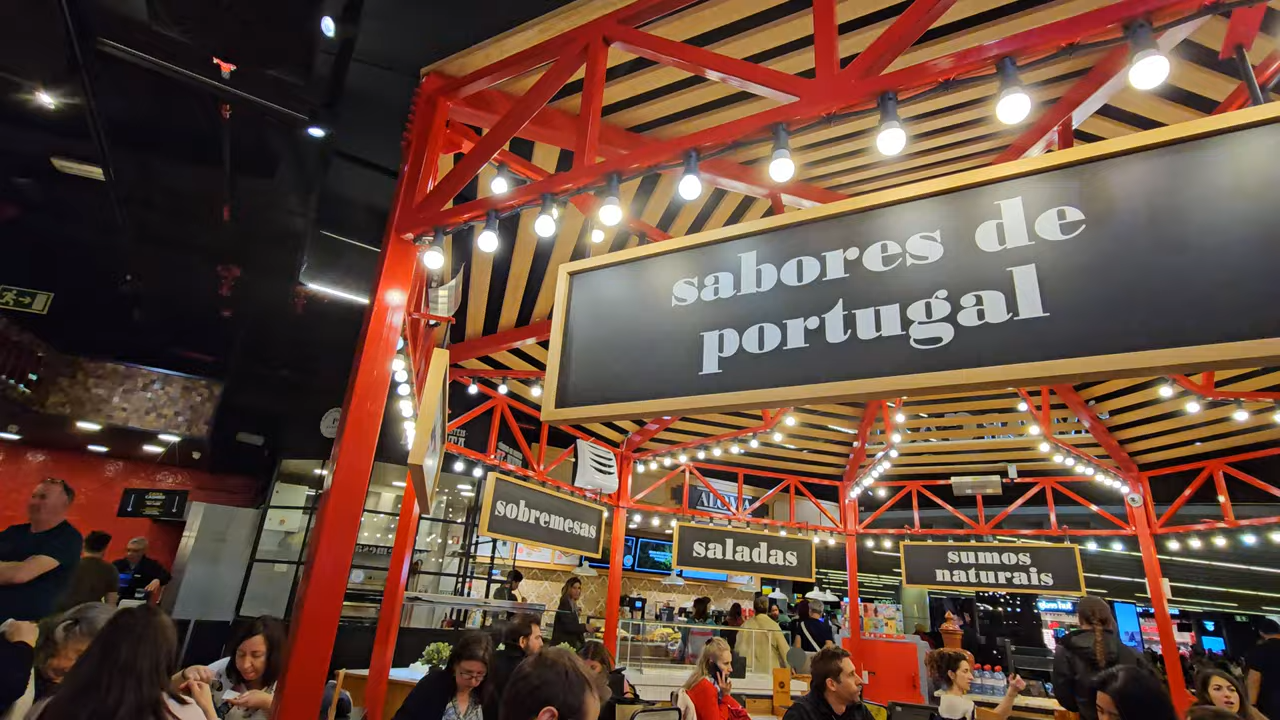 sabores de
portugal
sobremesas
saladas
sumos
naturais